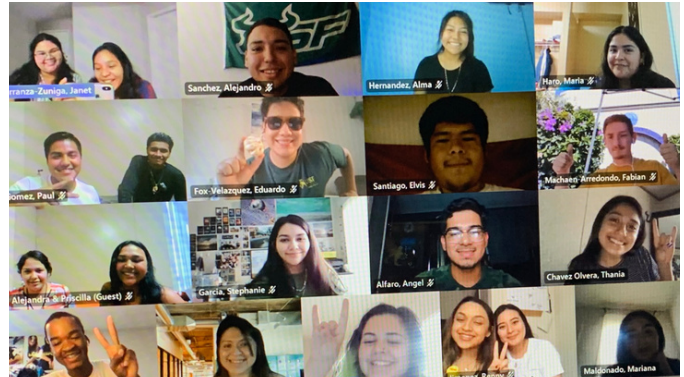 rranza-Zuniga, Janet
Sanchez, Alejandro
Hernandez, Alma
Haro, Maria
Gomez, Paul
Fox-Velazquez, Eduardo
Santiago, Elvis
Machaen-Arredondo, Fabian
Alejandra & Priscilla (Guest)
Garcia, Stephanie
Alfaro, Angel
Chavez Olvera, Thania
Maldonado, Mariana
SF